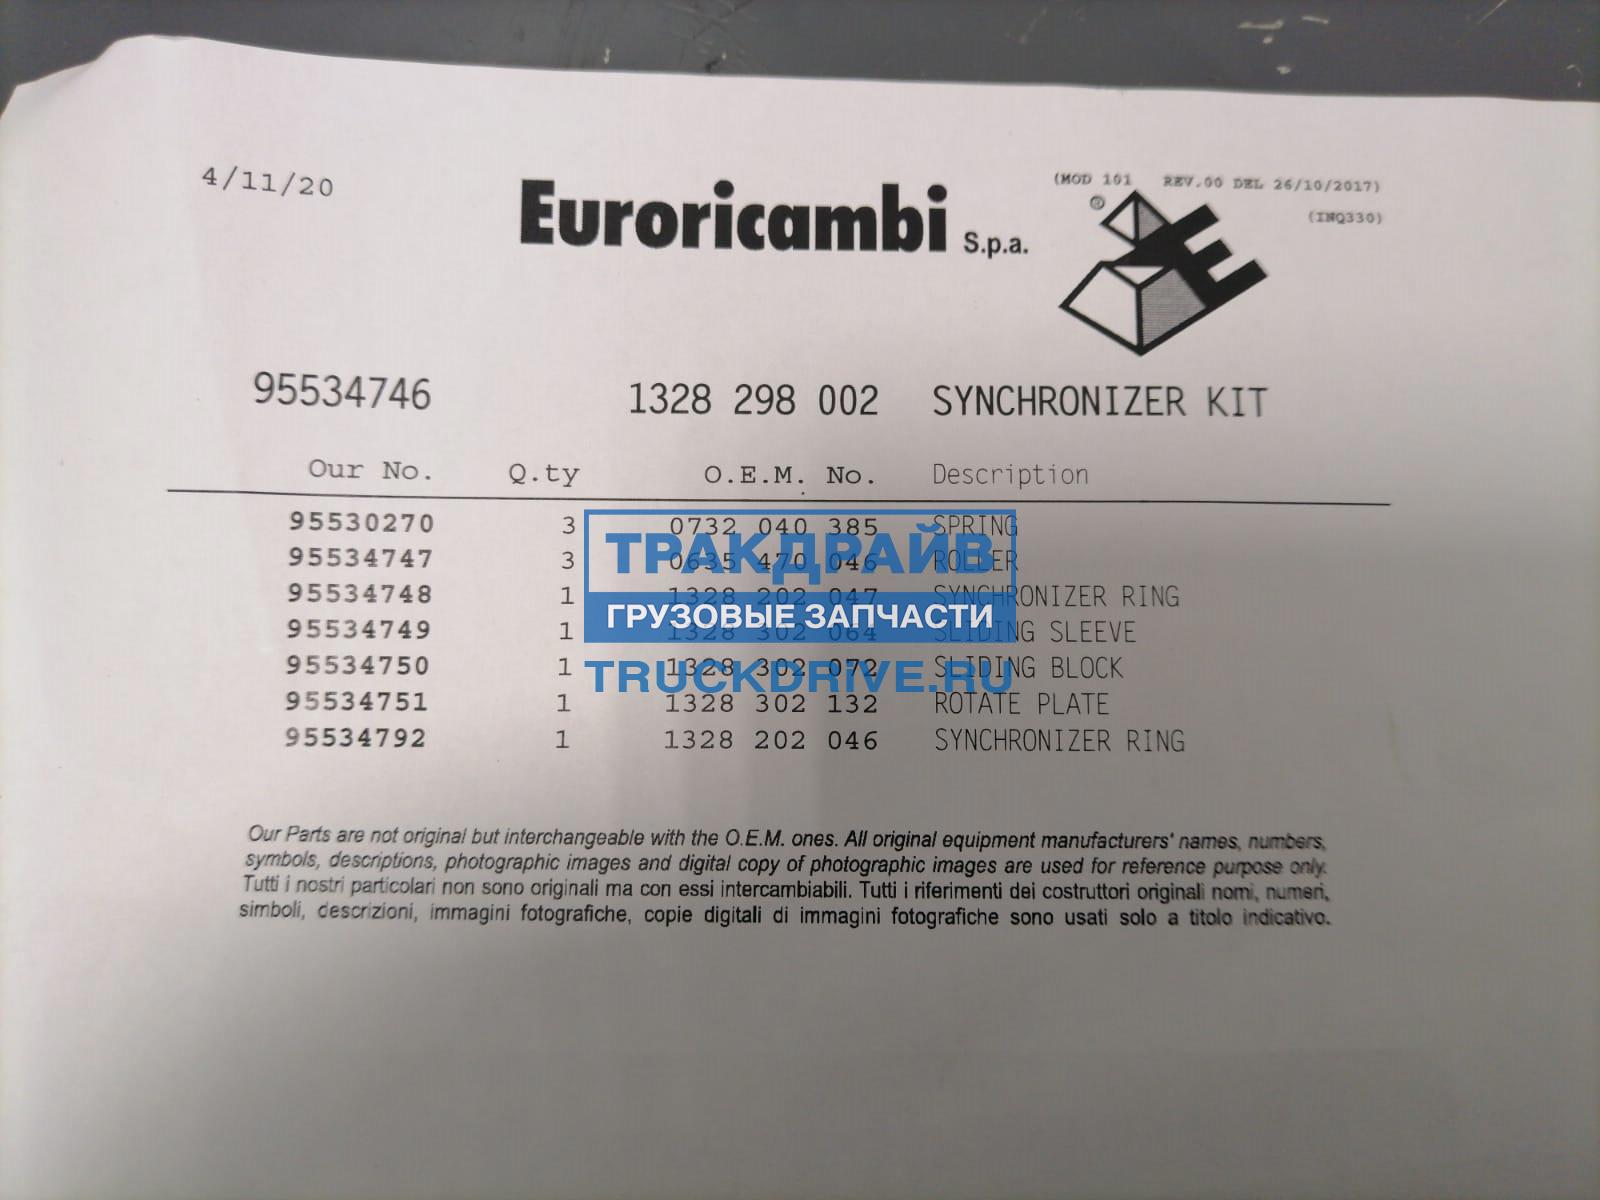 4/11/20
Euroricambi S.p.a.
(MOD 101 REV.00 DEL 26/10/2017)
(INQ330)
®
E
95534746 1328 298 002 SYNCHRONIZER KIT
Our No. Q.ty O.E.M. No. Description
95530270 3 0732 040 385 SPRING
95534747 3 0635 470 046 ROLLER
95534748 1 1328 202 047 SYNCHRONIZER RING
95534749 1 1328 302 064 SLIDING SLEEVE
95534750 1 1328 302 072 SLIDING BLOCK
95534751 1 1328 302 132 ROTATE PLATE
95534792 1 1328 202 046 SYNCHRONIZER RING
ТРАКДРАЙВ
ГРУЗОВЫЕ ЗАПЧАСТИ
TRUCKDRIVE.RU
Our Parts are not original but interchangeable with the O.E.M. ones. All original equipment manufacturers' names, numbers,
symbols, descriptions, photographic images and digital copy of photographic images are used for reference purpose only.
Tutti i nostri particolari non sono originali ma con essi intercambiabili. Tutti i riferimenti dei costruttori originali nomi, numeri,
simboli, descrizioni, immagini fotografiche, copie digitali di immagini fotografiche sono usati solo a titolo indicativo.